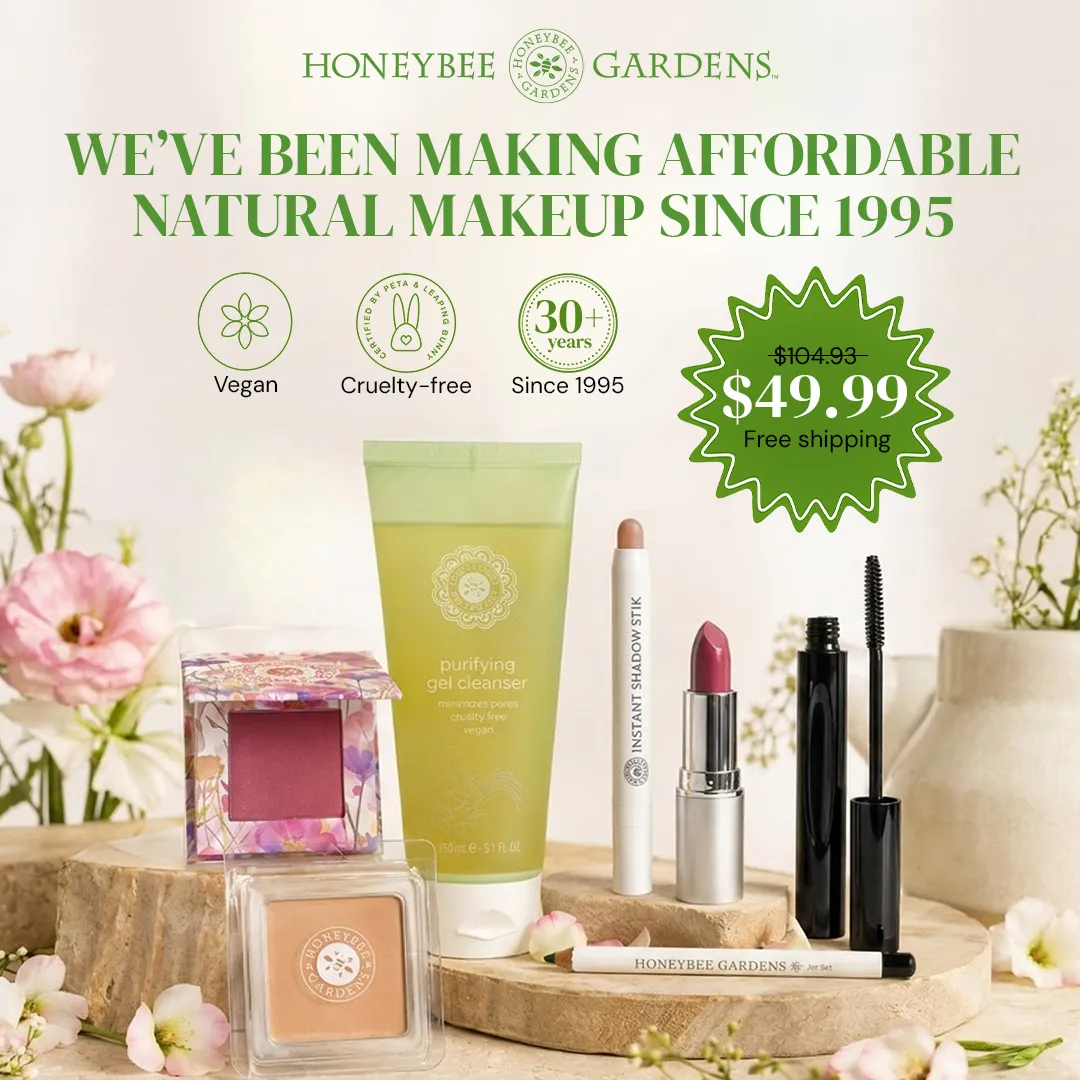 HONEYBEE GARDENS™
HONEYBEE GARDENS
WE'VE BEEN MAKING AFFORDABLE
NATURAL MAKEUP SINCE 1995
CERTIFIED BY PETA & LEAPING BUNNY
30+
years
Vegan
Cruelty-free
Since 1995
$104.93
$49.99
Free shipping
purifying
gel cleanser
minimizes pores
cruelty free
vegan
150 mL e - 5.1 FL OZ
INSTANT SHADOW STIK
HONEYBEE GARDENS
HONEYBEE GARDENS Jet Set